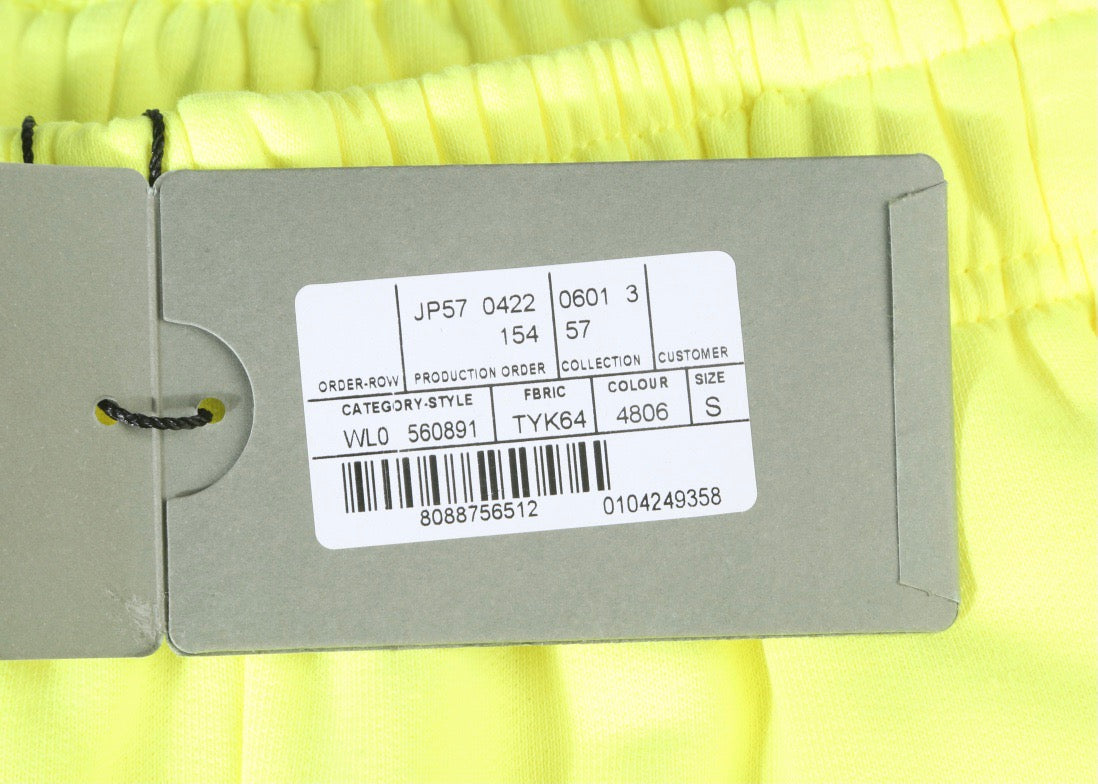 JP57 0422 0601 3
154 57
ORDER-ROW PRODUCTION ORDER COLLECTION CUSTOMER
CATEGORY-STYLE FBRIC COLOUR SIZE
WL0 560891 TYK64 4806 S
8088756512 0104249358